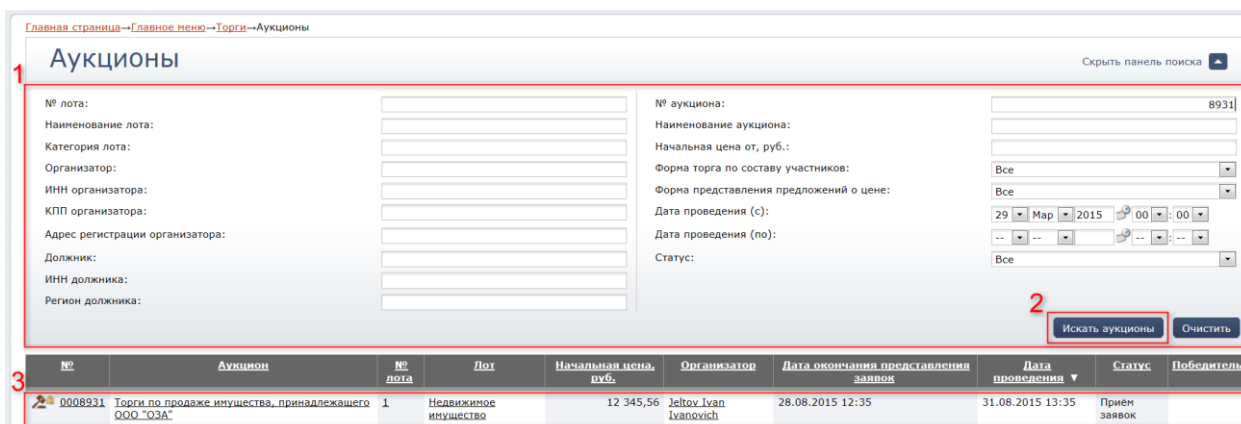 Главная страница→Главное меню→Торги→Аукционы
Аукционы
Скрыть панель поиска
1
№ лота:
Наименование лота:
Категория лота:
Организатор:
ИНН организатора:
КПП организатора:
Адрес регистрации организатора:
Должник:
ИНН должника:
Регион должника:
№ аукциона: 8931
Наименование аукциона:
Начальная цена от, руб.:
Форма торга по составу участников: Все
Форма представления предложений о цене: Все
Дата проведения (с): 29 Мар 2015 00 : 00
Дата проведения (по): -- -- -- : --
Статус: Все
2
Искать аукционы Очистить
3
№ Аукцион № лота Лот Начальная цена, руб. Организатор Дата окончания представления заявок Дата проведения ▼ Статус Победитель
0008931 Торги по продаже имущества, принадлежащего ООО "ОЗА" 1 Недвижимое имущество 12 345,56 Jeltov Ivan Ivanovich 28.08.2015 12:35 31.08.2015 13:35 Приём заявок